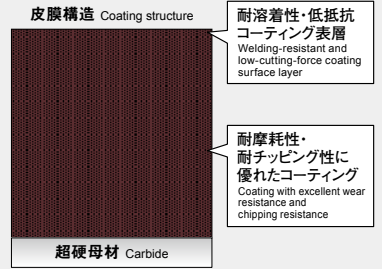 皮膜構造 Coating structure
耐溶着性・低抵抗
コーティング表層
Welding-resistant and
low-cutting-force coating
surface layer
耐摩耗性・
耐チッピング性に
優れたコーティング
Coating with excellent wear
resistance and
chipping resistance
超硬母材 Carbide